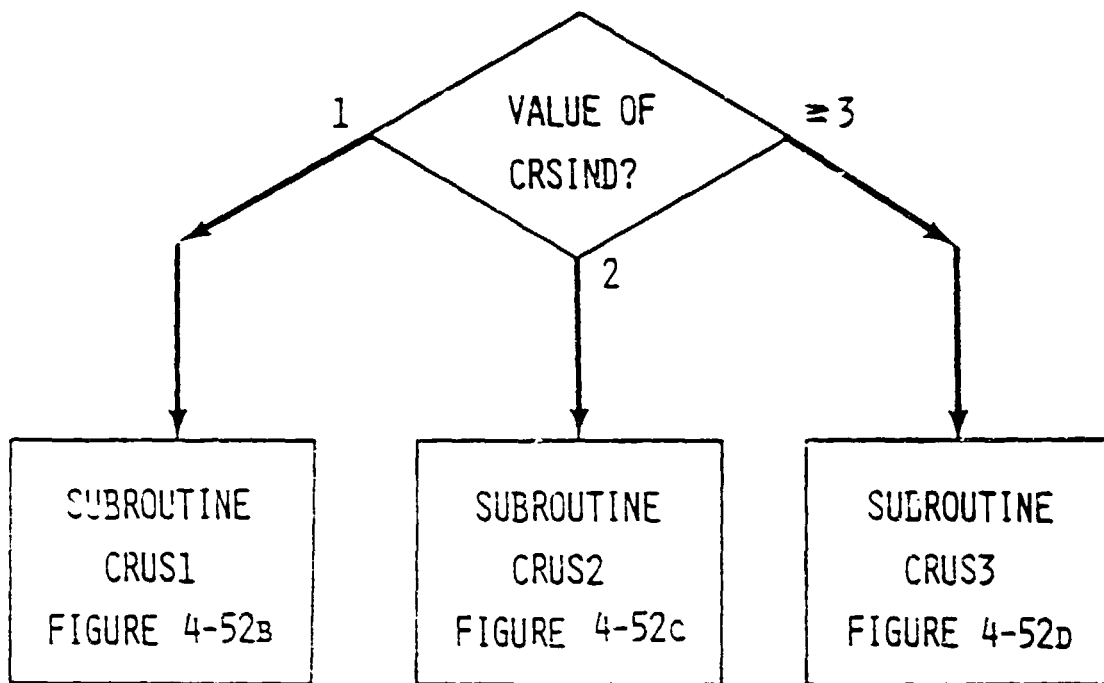 VALUE OF
CRSIND?
1
≥3
2
SUBROUTINE
CRUS1
FIGURE 4-52B
SUBROUTINE
CRUS2
FIGURE 4-52C
SUBROUTINE
CRUS3
FIGURE 4-52D